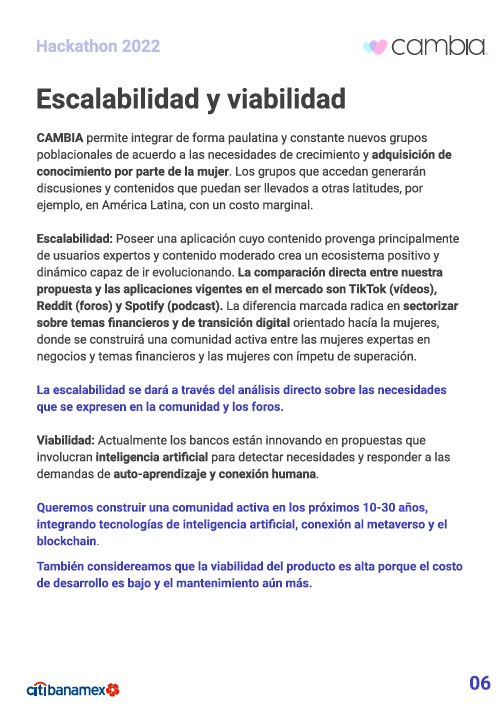 Hackathon 2022
cambia.
Escalabilidad y viabilidad
CAMBIA permite integrar de forma paulatina y constante nuevos grupos
poblacionales de acuerdo a las necesidades de crecimiento y adquisición de
conocimiento por parte de la mujer. Los grupos que accedan generarán
discusiones y contenidos que puedan ser llevados a otras latitudes, por
ejemplo, en América Latina, con un costo marginal.
Escalabilidad: Poseer una aplicación cuyo contenido provenga principalmente
de usuarios expertos y contenido moderado crea un ecosistema positivo y
dinámico capaz de ir evolucionando. La comparación directa entre nuestra
propuesta y las aplicaciones vigentes en el mercado son TikTok (vídeos),
Reddit (foros) y Spotify (podcast). La diferencia marcada radica en sectorizar
sobre temas financieros y de transición digital orientado hacía la mujeres,
donde se construirá una comunidad activa entre las mujeres expertas en
negocios y temas financieros y las mujeres con ímpetu de superación.
La escalabilidad se dará a través del análisis directo sobre las necesidades
que se expresen en la comunidad y los foros.
Viabilidad: Actualmente los bancos están innovando en propuestas que
involucran inteligencia artificial para detectar necesidades y responder a las
demandas de auto-aprendizaje y conexión humana.
Queremos construir una comunidad activa en los próximos 10-30 años,
integrando tecnologías de inteligencia artificial, conexión al metaverso y el
blockchain.
También considereamos que la viabilidad del producto es alta porque el costo
de desarrollo es bajo y el mantenimiento aún más.
citibanamex
06